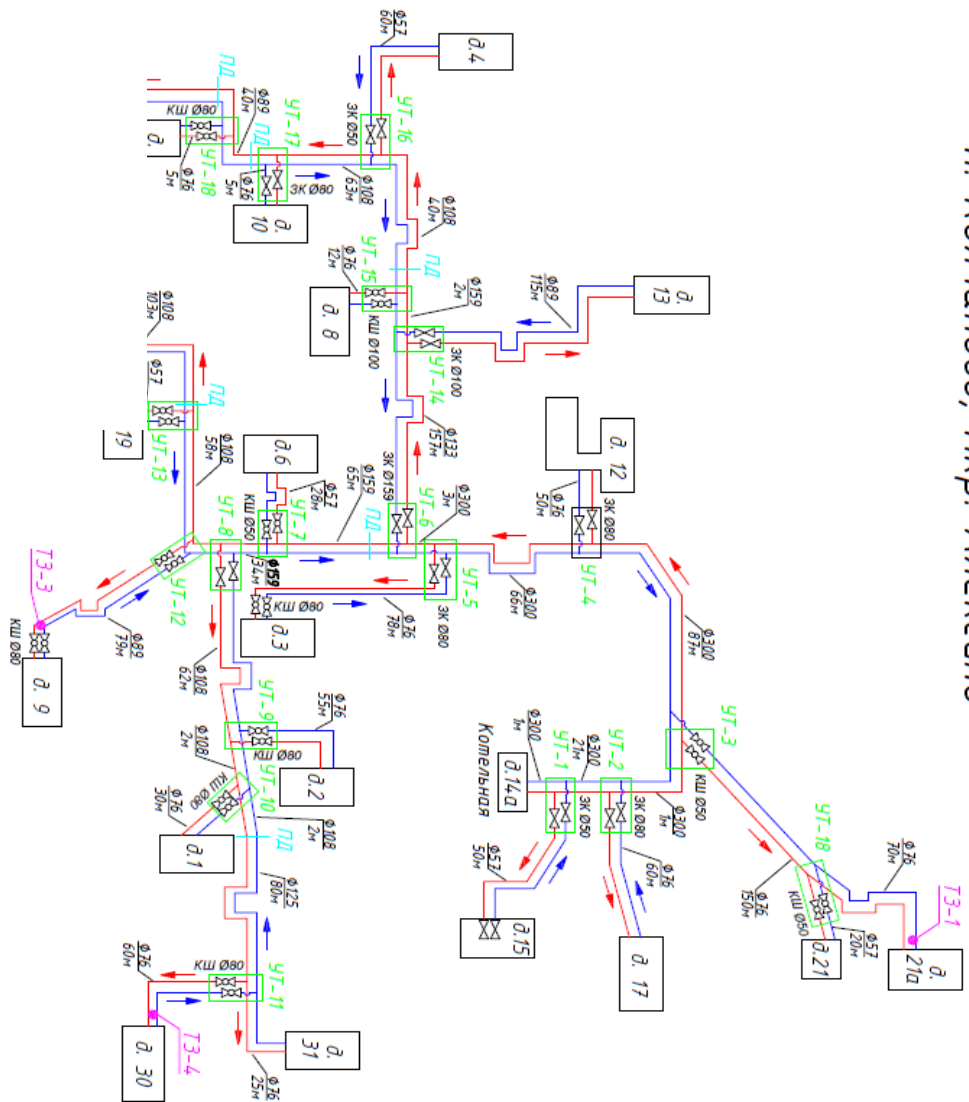 д.4
Ф57
60м
ПД
КШ Ø80
Ф89
40м
УТ-17
ПД
ЗК Ø50
УТ-16
д.
Ф76
5м
УТ-18
Ф76
5м
ЗК Ø80
д.
10
Ф108
63м
Ф108
40м
ПД
УТ-15
Ф76
12м
д. 8
КШ Ø100
Ф159
2м
Ф89
115м
д.
13
ЗК Ø100
УТ-14
Ф133
157м
Ф108
103м
Ф57
ПД
19
УТ-13
Ф108
58м
д.6
Ф57
28м
КШ Ø50
УТ-7
УТ-8
Ф159
65м
ЗК Ø159
УТ-6
Ф300
3м
ПД
д. 12
Ф76
50м
ЗК Ø80
УТ-4
Ф159
34м
КШ Ø80
д.3
Ф76
78м
ЗК Ø80
УТ-5
Ф300
66м
Ф300
87м
УТ-12
ТЗ-3
КШ Ø80
д. 9
Ф89
79м
Ф108
62м
УТ-9
Ф76
55м
КШ Ø80
д.2
Ф108
2м
КШ Ø80
УТ-10
Ф76
30м
д.1
Ф108
2м
ПД
Котельная
д.14а
Ф300
1м
УТ-1
Ф300
21м
УТ-2
ЗК Ø50
ЗК Ø80
Ф300
1м
УТ-3
КШ Ø50
Ф57
50м
д.15
Ф76
60м
д. 17
Ф76
150м
УТ-18
КШ Ø50
Ф57
20м
д.21
Ф76
70м
ТЗ-1
д.
21а
Ф125
80м
КШ Ø80
УТ-11
Ф76
60м
ТЗ-4
д. 30
д.
31
Ф76
25м